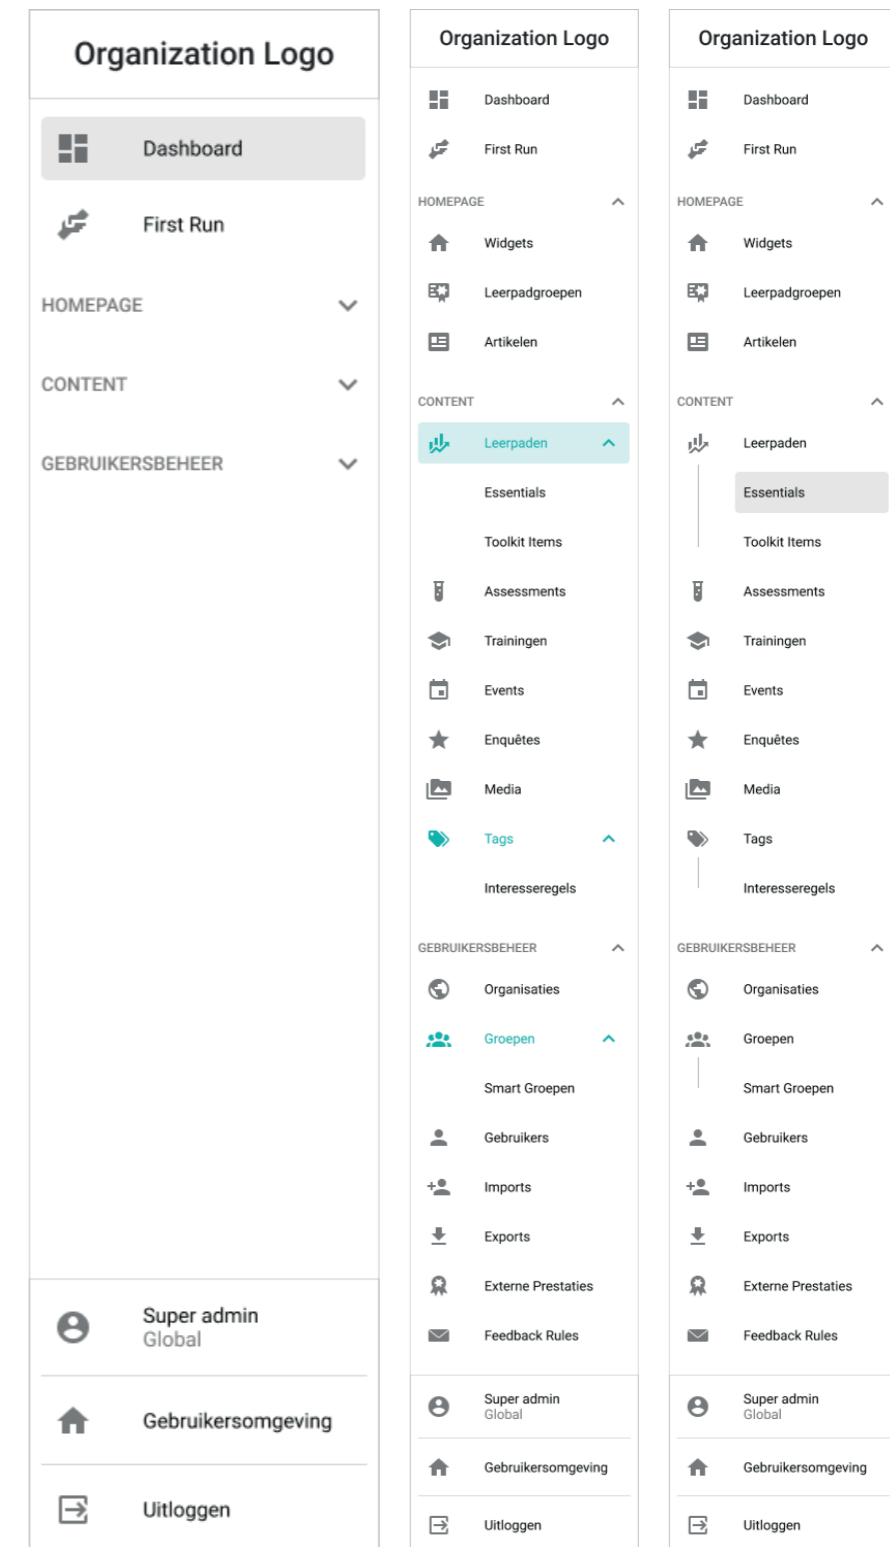 Organization Logo
Dashboard
First Run
HOMEPAGE
CONTENT
GEBRUIKERSBEHEER
Super admin
Global
Gebruikersomgeving
Uitloggen
Organization Logo
Dashboard
First Run
HOMEPAGE
Widgets
Leerpadgroepen
Artikelen
CONTENT
Leerpaden
Essentials
Toolkit Items
Assessments
Trainingen
Events
Enquêtes
Media
Tags
Interesseregels
GEBRUIKERSBEHEER
Organisaties
Groepen
Smart Groepen
Gebruikers
Imports
Exports
Externe Prestaties
Feedback Rules
Super admin
Global
Gebruikersomgeving
Uitloggen
Organization Logo
Dashboard
First Run
HOMEPAGE
Widgets
Leerpadgroepen
Artikelen
CONTENT
Leerpaden
Essentials
Toolkit Items
Assessments
Trainingen
Events
Enquêtes
Media
Tags
Interesseregels
GEBRUIKERSBEHEER
Organisaties
Groepen
Smart Groepen
Gebruikers
Imports
Exports
Externe Prestaties
Feedback Rules
Super admin
Global
Gebruikersomgeving
Uitloggen